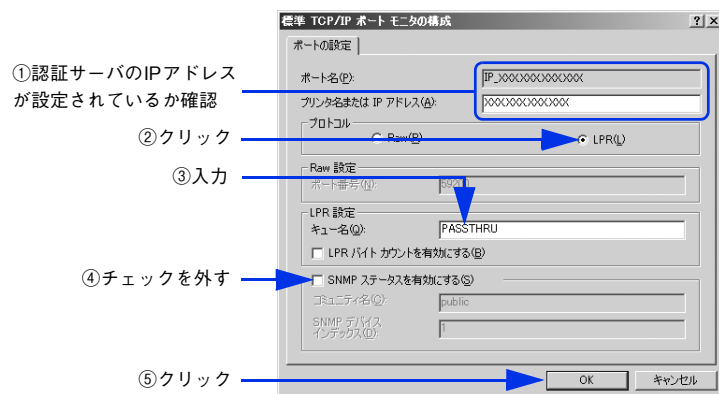 標準 TCP/IP ポート モニタの構成
ポートの設定
①認証サーバのIPアドレス
が設定されているか確認
ポート名(P):
IP_XXX.XXX.XXX.XXX
プリンタ名または IP アドレス(A):
XXX.XXX.XXX.XXX
プロトコル
②クリック
Raw(R)
LPR(L)
③入力
Raw 設定
ポート番号(N):
LPR 設定
キュー名(Q):
PASSTHRU
LPR バイト カウントを有効にする(B)
④チェックを外す
SNMP ステータスを有効にする(S)
コミュニティ名(C):
public
SNMP デバイス
インデックス(D):
1
⑤クリック
OK
キャンセル